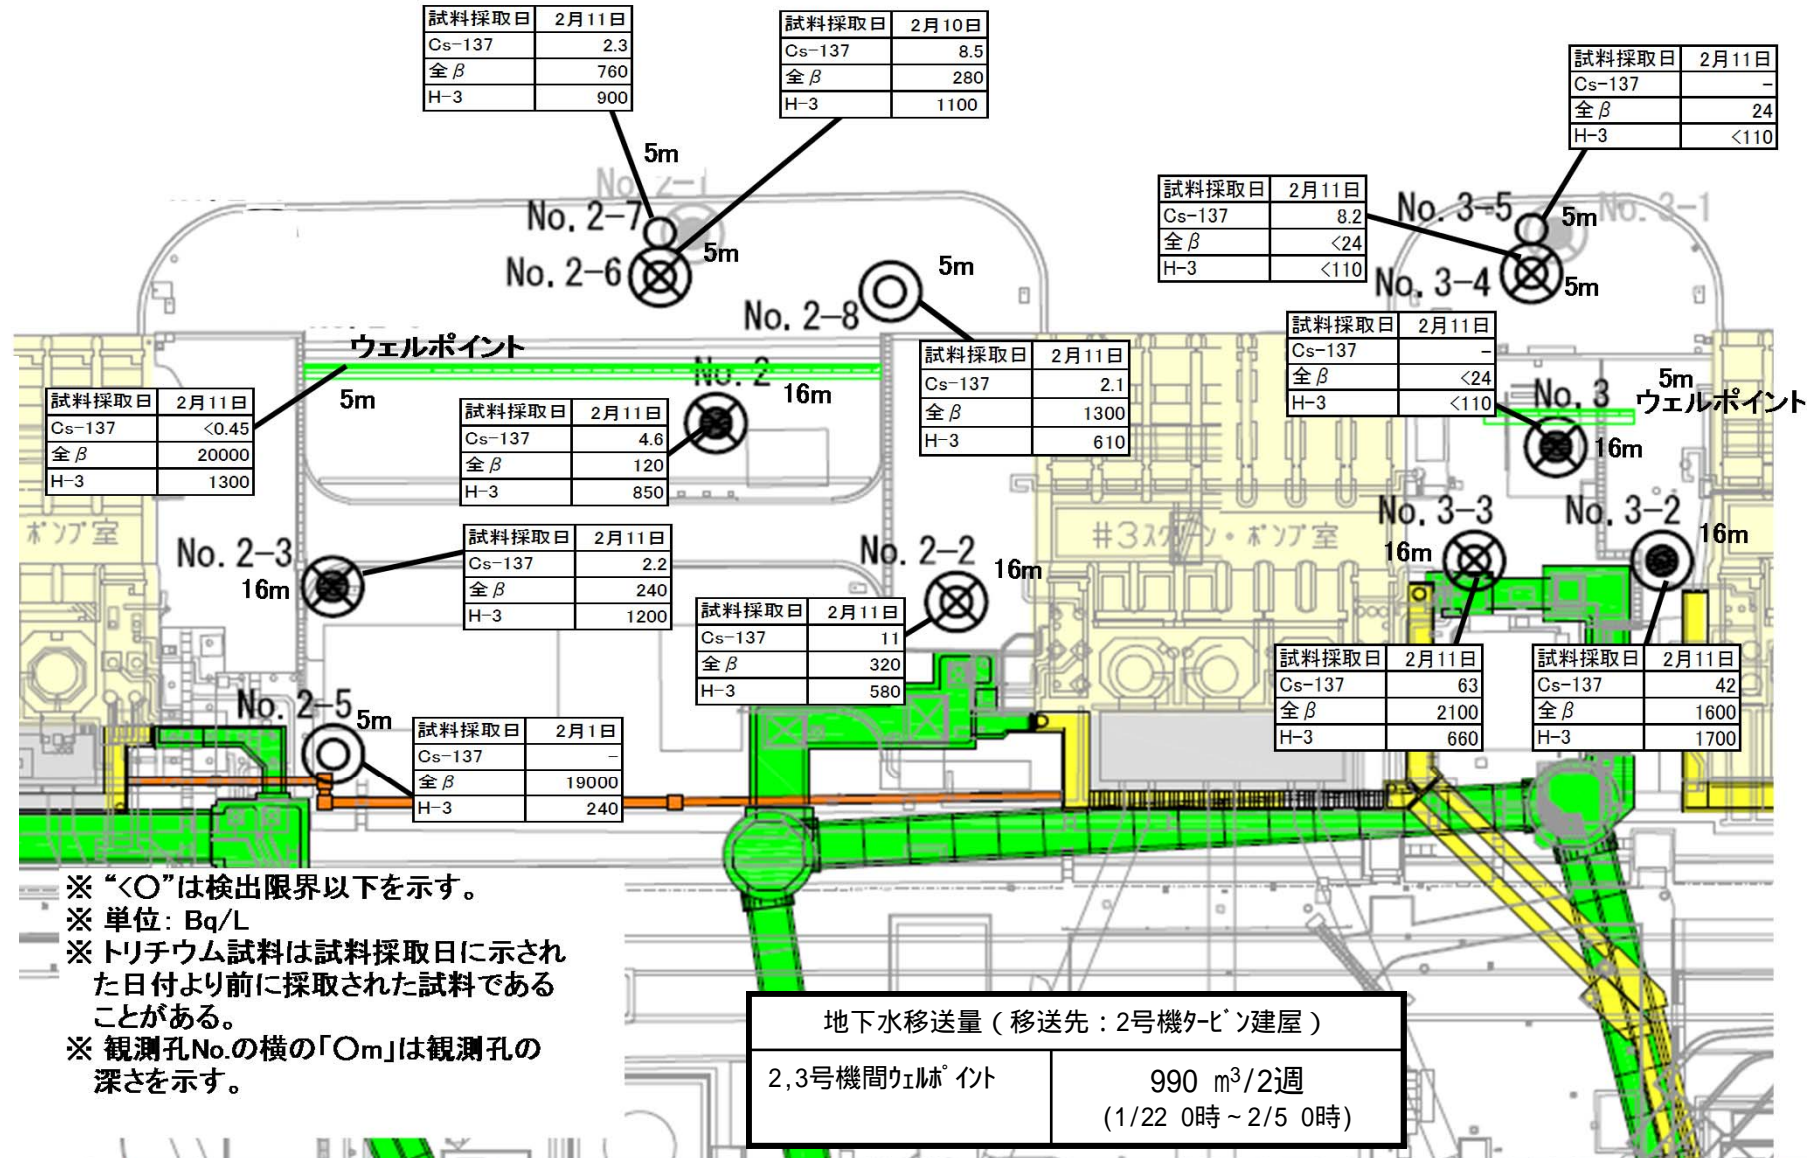 試料採取日 2月11日
Cs-137 2.3
全β 760
H-3 900
試料採取日 2月10日
Cs-137 8.5
全β 280
H-3 1100
試料採取日 2月11日
Cs-137 -
全β 24
H-3 <110
5m
No. 2-1
No. 2-7
5m
No. 2-6
5m
No. 2-8
試料採取日 2月11日
Cs-137 8.2
全β <24
H-3 <110
No. 3-5
5m
No. 3-1
No. 3-4
5m
ウェルポイント
5m
試料採取日 2月11日
Cs-137 <0.45
全β 20000
H-3 1300
No. 2
16m
試料採取日 2月11日
Cs-137 4.6
全β 120
H-3 850
試料採取日 2月11日
Cs-137 2.1
全β 1300
H-3 610
試料採取日 2月11日
Cs-137 -
全β <24
H-3 <110
5m
No. 3
ウェルポイント
16m
ポンプ室
No. 2-3
16m
試料採取日 2月11日
Cs-137 2.2
全β 240
H-3 1200
No. 2-2
16m
#3スクリーン・ポンプ室
No. 3-3
16m
No. 3-2
16m
試料採取日 2月11日
Cs-137 11
全β 320
H-3 580
試料採取日 2月11日
Cs-137 63
全β 2100
H-3 660
試料採取日 2月11日
Cs-137 42
全β 1600
H-3 1700
No. 2-5
5m
試料採取日 2月1日
Cs-137 -
全β 19000
H-3 240
※ “<〇”は検出限界以下を示す。
※ 単位: Bq/L
※ トリチウム試料は試料採取日に示され
た日付より前に採取された試料である
ことがある。
※ 観測孔No.の横の「〇m」は観測孔の
深さを示す。
地下水移送量（移送先：2号機タービン建屋）
2,3号機間ウェルポイント 990 m³/2週
(1/22 0時～2/5 0時)